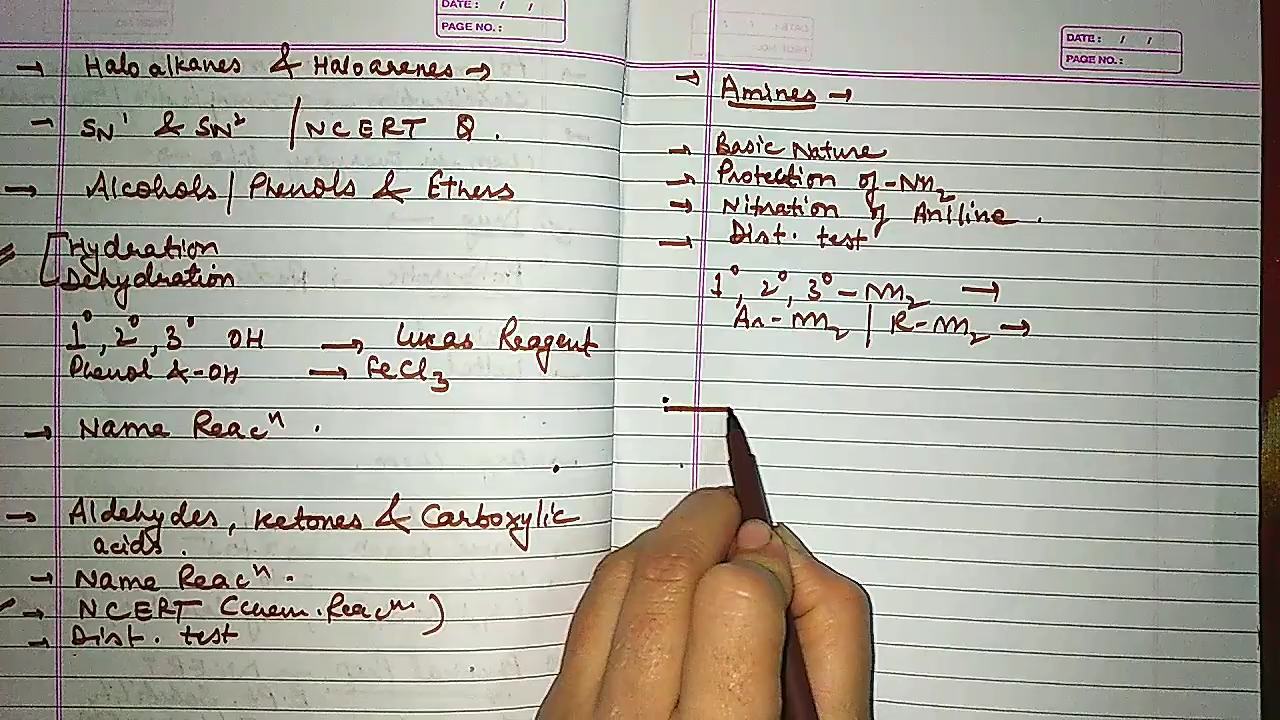 DATE: / /
PAGE NO.:
→ Haloalkanes & Haloarenes →
→ SN¹ & SN² / NCERT Q.
→ Alcohols / Phenols & Ethers
Hydration
Dehydration
1°, 2°, 3° OH → Lucas Reagent
Phenol & -OH → FeCl₃
→ Name Reacⁿ.
→ Aldehydes, Ketones & Carboxylic
acids.
→ Name Reacⁿ.
→ NCERT (Chem. Reacⁿ)
→ Dist. test
DATE: / /
PAGE NO.:
→ Amines →
→ Basic Nature
→ Protection of -NH₂
→ Nitration of Aniline.
→ Dist. test
1°, 2°, 3° - NH₂ →
Ar - NH₂ | R - NH₂ →